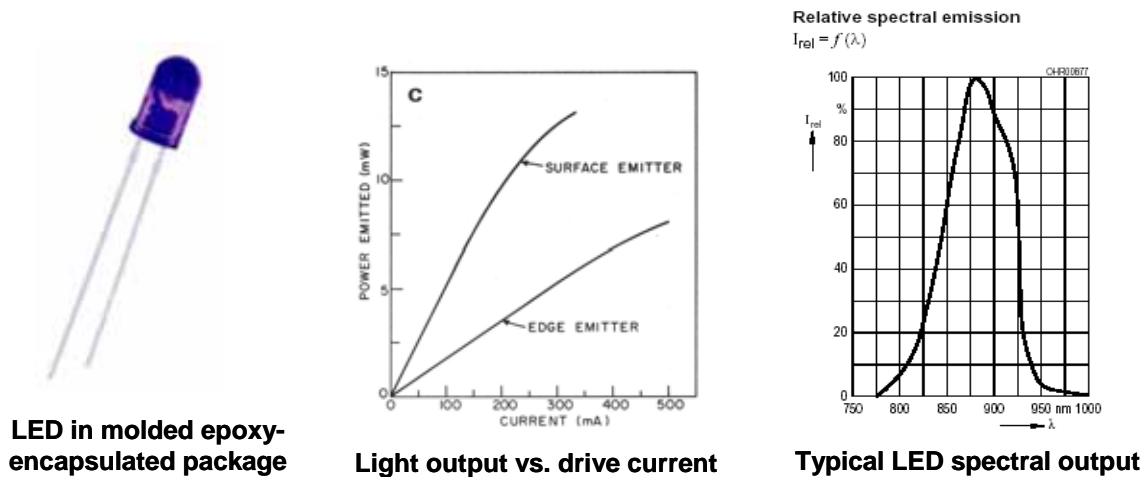 LED in molded epoxy-
encapsulated package
C
15
10
5
0
POWER EMITTED (mW)
SURFACE EMITTER
EDGE EMITTER
0 100 200 300 400 500
CURRENT (mA)
Light output vs. drive current
Relative spectral emission
Irel = f (λ)
OHR00877
100
%
Irel
80
60
40
20
0
750 800 850 900 950 nm 1000
λ
Typical LED spectral output